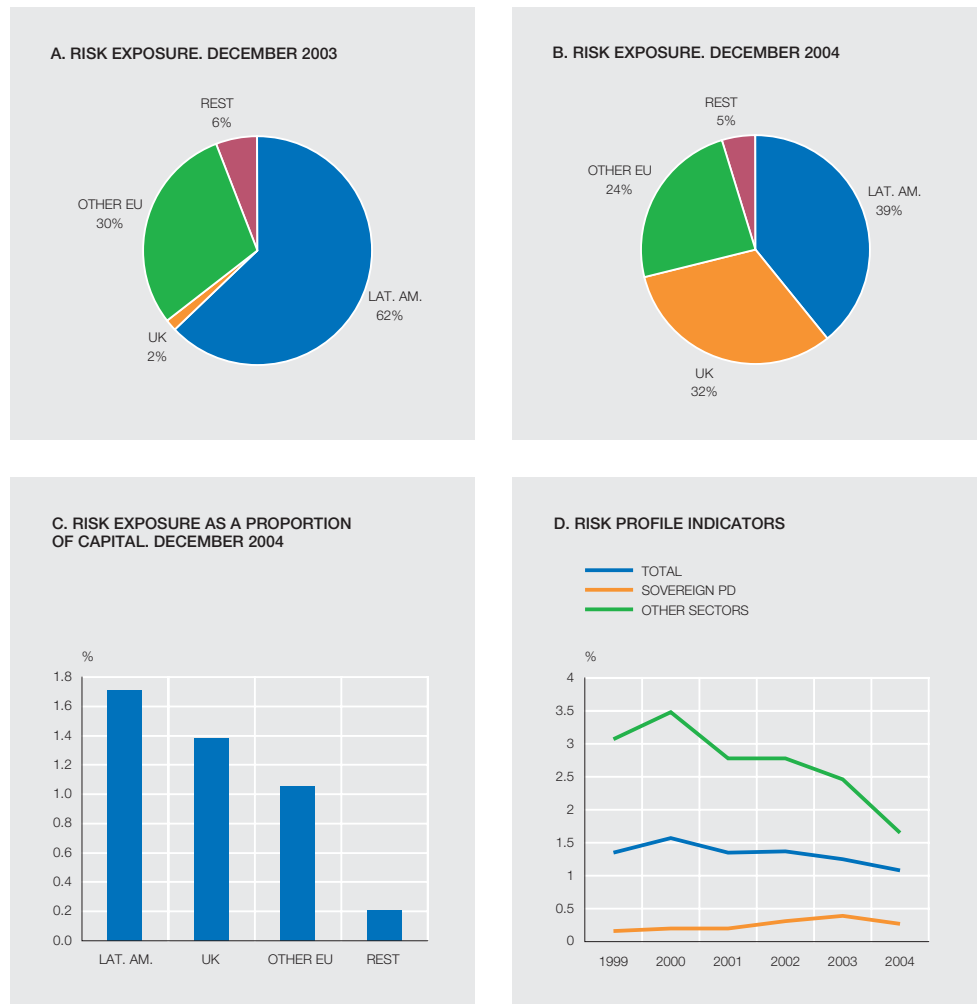 A. RISK EXPOSURE. DECEMBER 2003
REST
6%
OTHER EU
30%
LAT. AM.
62%
UK
2%
B. RISK EXPOSURE. DECEMBER 2004
REST
5%
OTHER EU
24%
LAT. AM.
39%
UK
32%
C. RISK EXPOSURE AS A PROPORTION
OF CAPITAL. DECEMBER 2004
%
1.8
1.6
1.4
1.2
1.0
0.8
0.6
0.4
0.2
0.0
LAT. AM. UK OTHER EU REST
D. RISK PROFILE INDICATORS
TOTAL
SOVEREIGN PD
OTHER SECTORS
%
4
3.5
3
2.5
2
1.5
1
0.5
0
1999 2000 2001 2002 2003 2004